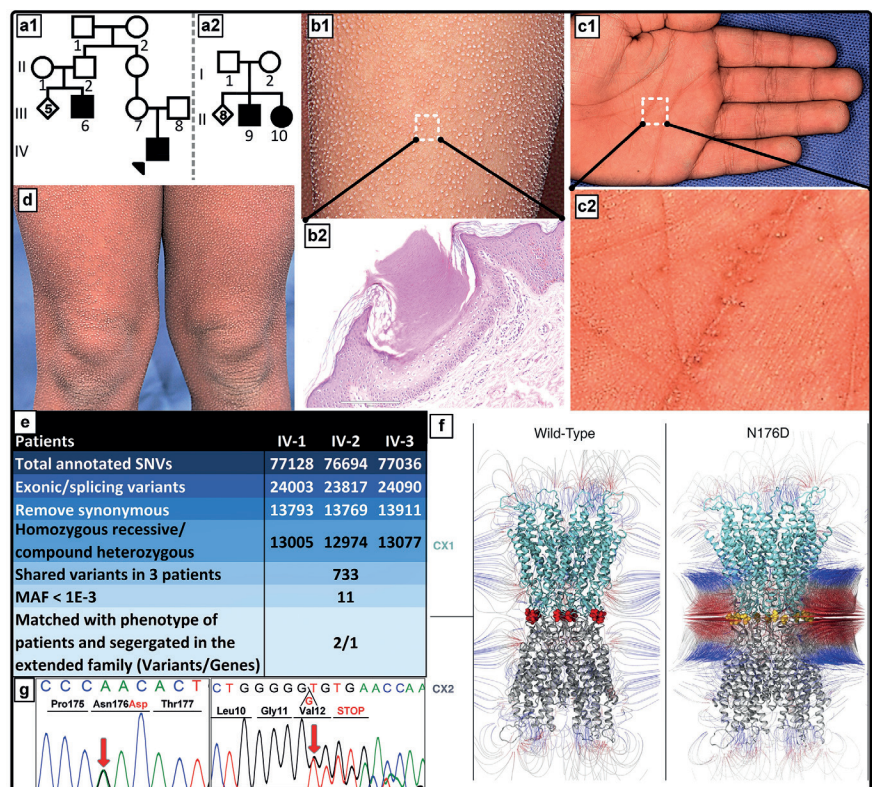 a1
a2
b1
c1
1
2
I
II
1
2
1
2
III
5
6
7
8
II
8
9
10
IV
d
b2
c2
e
f
Patients IV-1 IV-2 IV-3
Total annotated SNVs 77128 76694 77036
Exonic/splicing variants 24003 23817 24090
Remove synonymous 13793 13769 13911
Homozygous recessive/
compound heterozygous 13005 12974 13077
Shared variants in 3 patients 733
MAF < 1E-3 11
Matched with phenotype of
patients and segergated in the
extended family (Variants/Genes) 2/1
Wild-Type
N176D
CX1
CX2
g
C C C A A C A C T
Pro175 Asn176Asp Thr177
C T G G G G G T G T G A A C C A A
G
Leu10 Gly11 Val12 STOP